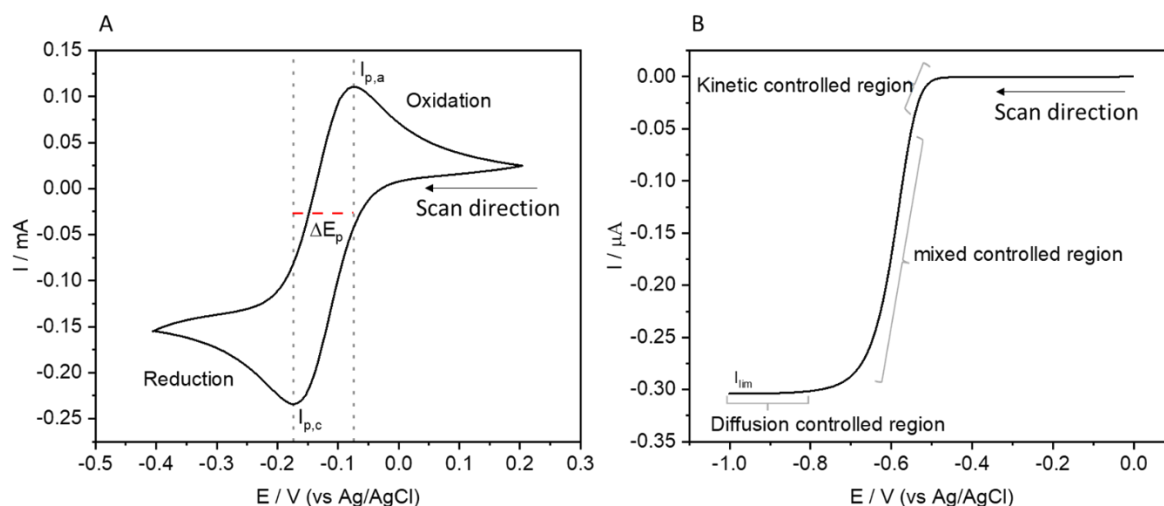 A
I / mA
0.15
0.10
0.05
0.00
-0.05
-0.10
-0.15
-0.20
-0.25
I_p,a
Oxidation
Scan direction
ΔE_p
Reduction
I_p,c
-0.5 -0.4 -0.3 -0.2 -0.1 0.0 0.1 0.2 0.3
E / V (vs Ag/AgCl)
B
I / μA
0.00
-0.05
-0.10
-0.15
-0.20
-0.25
-0.30
-0.35
Kinetic controlled region
Scan direction
mixed controlled region
I_lim
Diffusion controlled region
-1.0 -0.8 -0.6 -0.4 -0.2 0.0
E / V (vs Ag/AgCl)